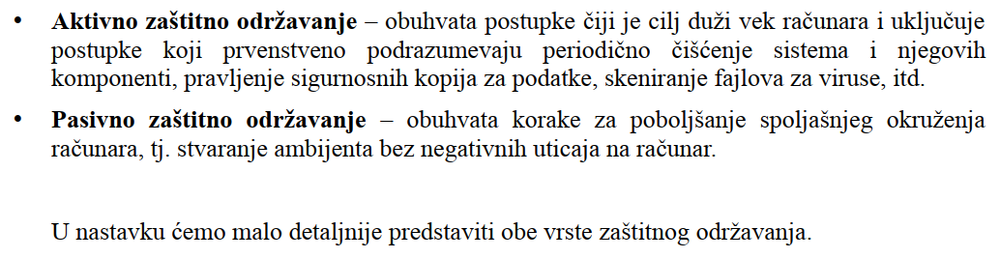 • Aktivno zaštitno održavanje – obuhvata postupke čiji je cilj duži vek računara i uključuje
postupke koji prvenstveno podrazumevaju periodično čišćenje sistema i njegovih
komponenti, pravljenje sigurnosnih kopija za podatke, skeniranje fajlova za viruse, itd.
• Pasivno zaštitno održavanje – obuhvata korake za poboljšanje spoljašnjeg okruženja
računara, tj. stvaranje ambijenta bez negativnih uticaja na računar.
U nastavku ćemo malo detaljnije predstaviti obe vrste zaštitnog održavanja.